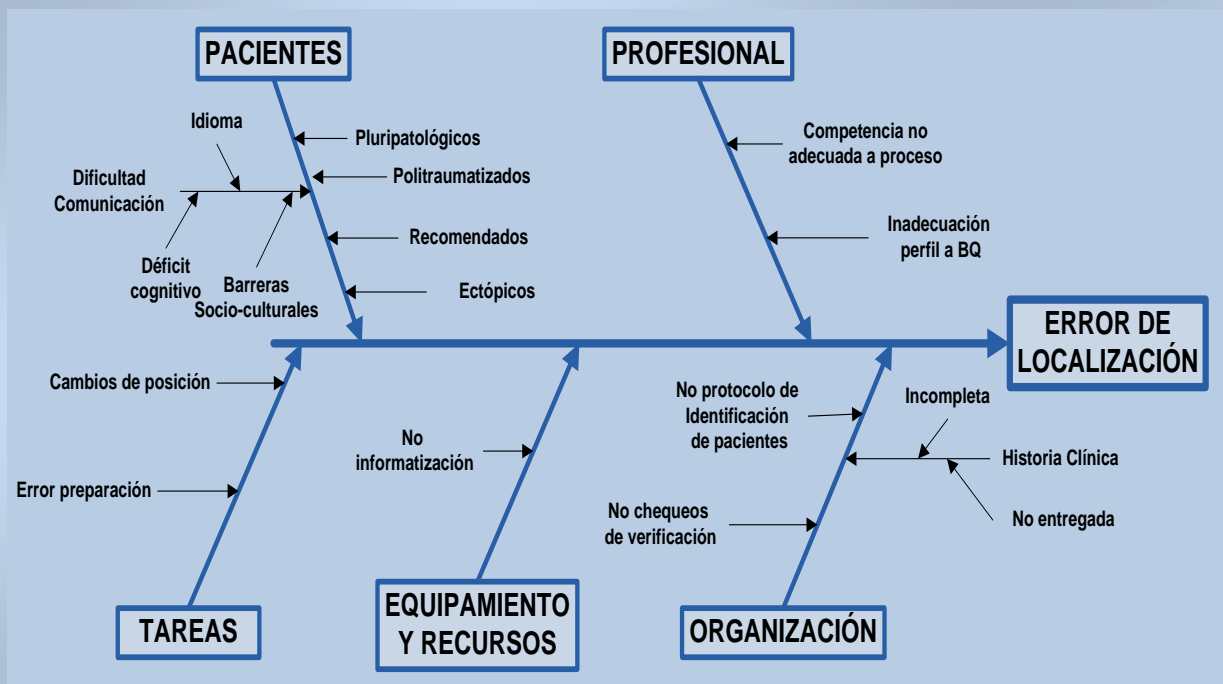 PACIENTES
PROFESIONAL
Idioma
Pluripatológicos
Competencia no
adecuada a proceso
Dificultad
Comunicación
Politraumatizados
Recomendados
Inadecuación
perfil a BQ
Déficit
cognitivo
Barreras
Socio-culturales
Ectópicos
ERROR DE
LOCALIZACIÓN
Cambios de posición
No protocolo de
Identificación
de pacientes
Incompleta
No
informatización
Historia Clínica
Error preparación
No chequeos
de verificación
No entregada
TAREAS
EQUIPAMIENTO
Y RECURSOS
ORGANIZACIÓN